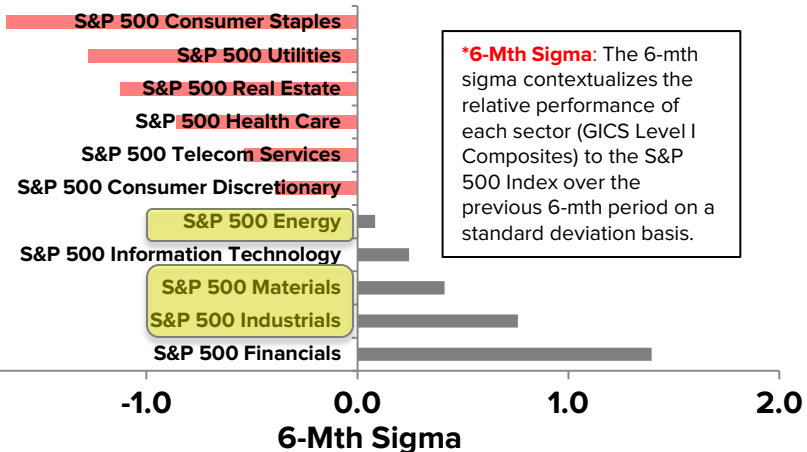 S&P 500 Consumer Staples
S&P 500 Utilities
S&P 500 Real Estate
S&P 500 Health Care
S&P 500 Telecom Services
S&P 500 Consumer Discretionary
S&P 500 Energy
S&P 500 Information Technology
S&P 500 Materials
S&P 500 Industrials
S&P 500 Financials
*6-Mth Sigma: The 6-mth
sigma contextualizes the
relative performance of
each sector (GICS Level I
Composites) to the S&P
500 Index over the
previous 6-mth period on a
standard deviation basis.
-1.0 0.0 1.0 2.0
6-Mth Sigma